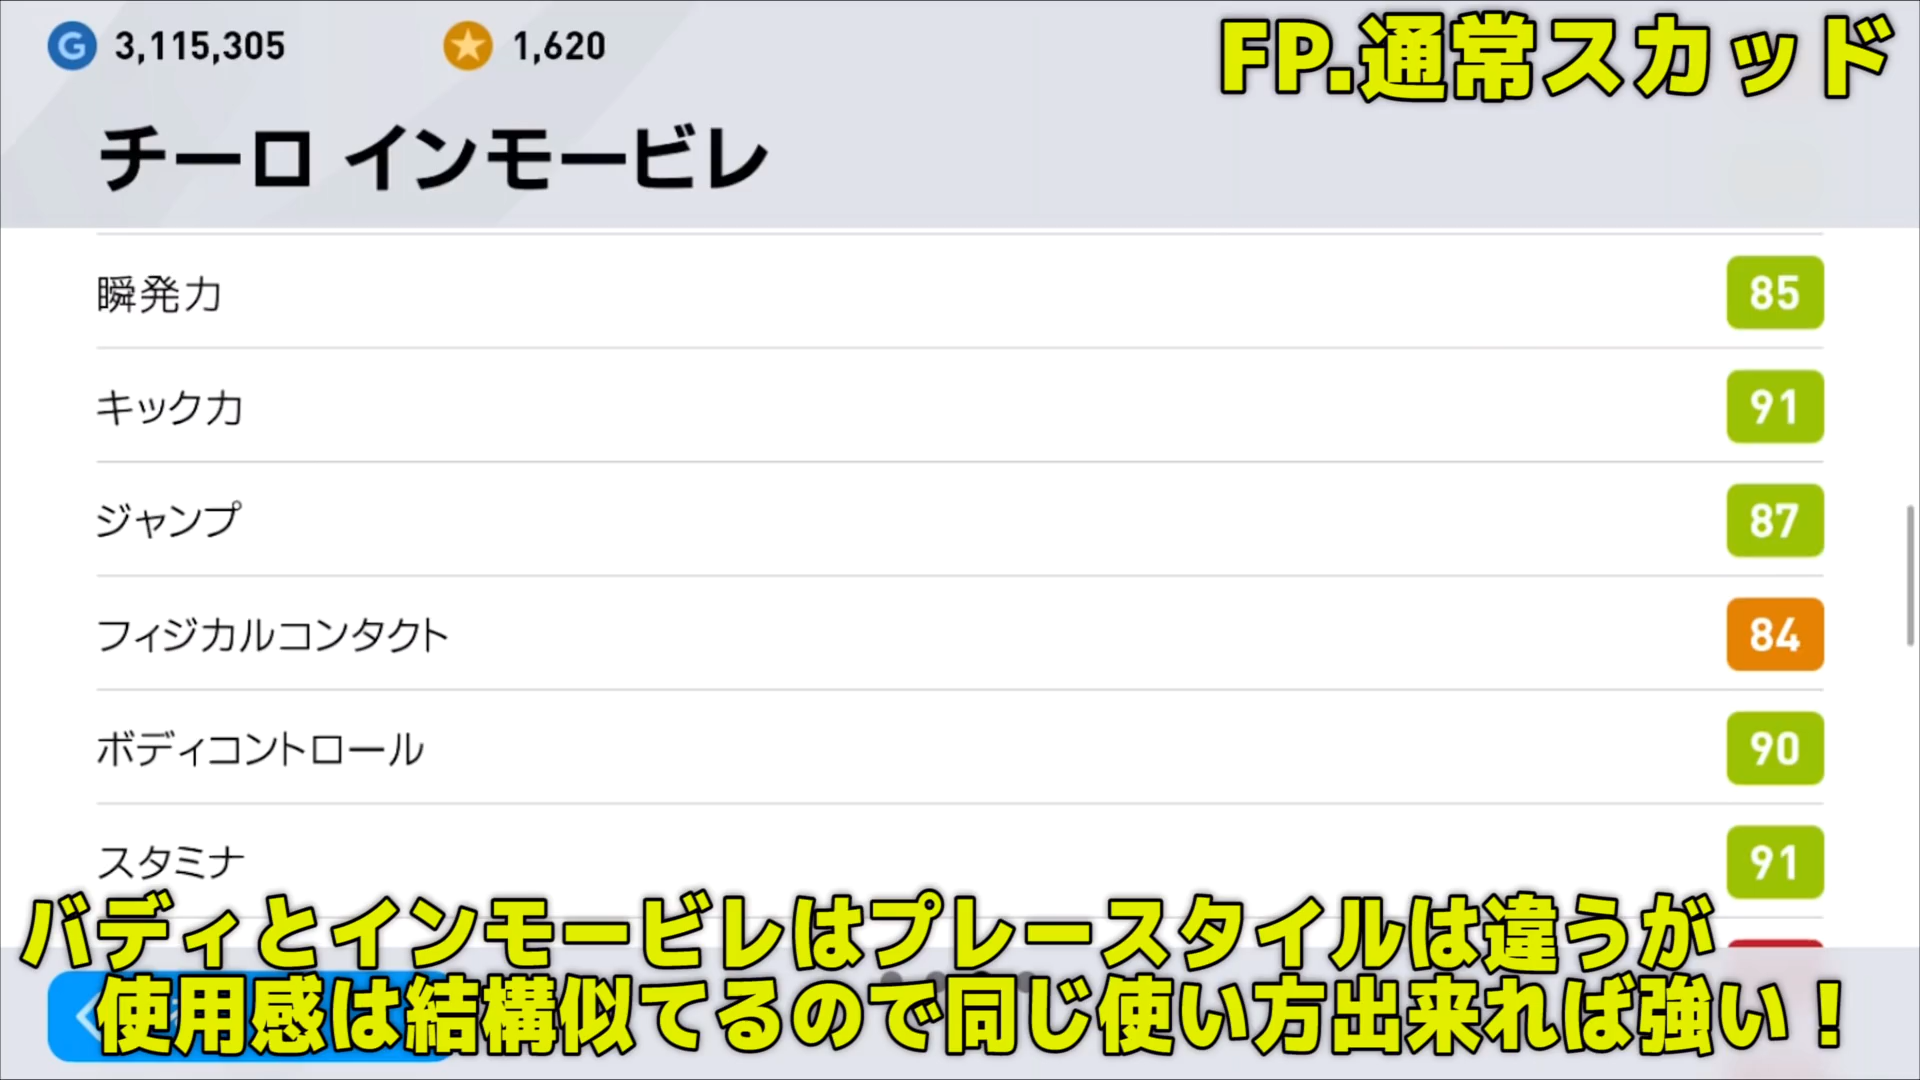 G 3,115,305
1,620
FP.通常スカッド
チーロ インモービレ
瞬発力
85
キック力
91
ジャンプ
87
フィジカルコンタクト
84
ボディコントロール
90
スタミナ
91
バディとインモービレはプレースタイルは違うが
使用感は結構似てるので同じ使い方出来れば強い！